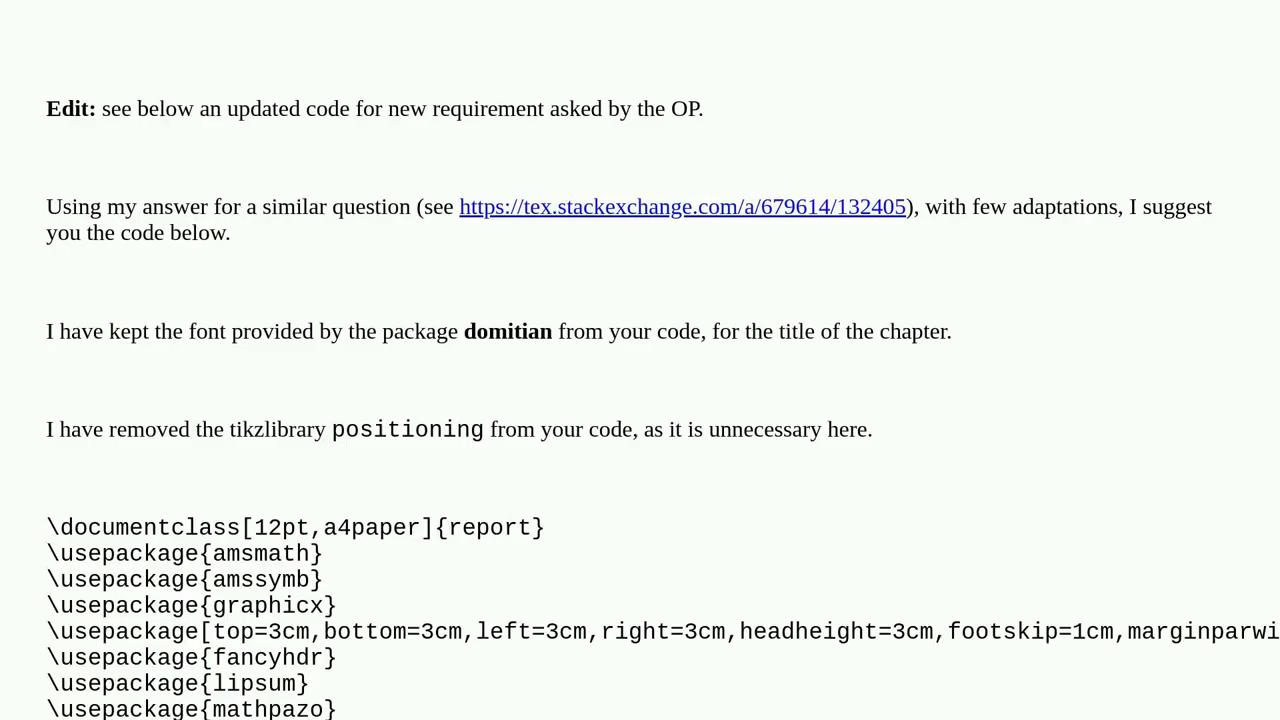 Edit: see below an updated code for new requirement asked by the OP.
Using my answer for a similar question (see https://tex.stackexchange.com/a/679614/132405), with few adaptations, I suggest
you the code below.
I have kept the font provided by the package domitian from your code, for the title of the chapter.
I have removed the tikzlibrary positioning from your code, as it is unnecessary here.
\documentclass[12pt,a4paper]{report}
\usepackage{amsmath}
\usepackage{amssymb}
\usepackage{graphicx}
\usepackage[top=3cm,bottom=3cm,left=3cm,right=3cm,headheight=3cm,footskip=1cm,marginparwi
\usepackage{fancyhdr}
\usepackage{lipsum}
\usepackage{mathpazo}